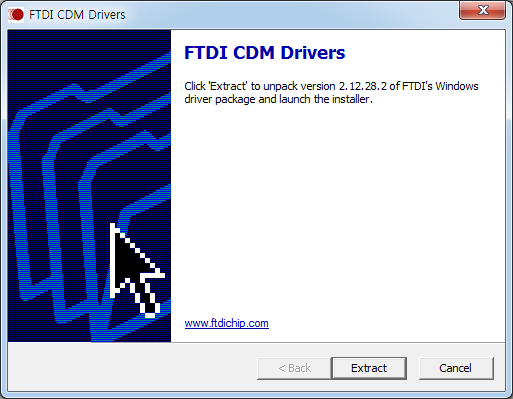 FTDI CDM Drivers
FTDI CDM Drivers
Click 'Extract' to unpack version 2.12.28.2 of FTDI's Windows
driver package and launch the installer.
www.ftdichip.com
< Back
Extract
Cancel